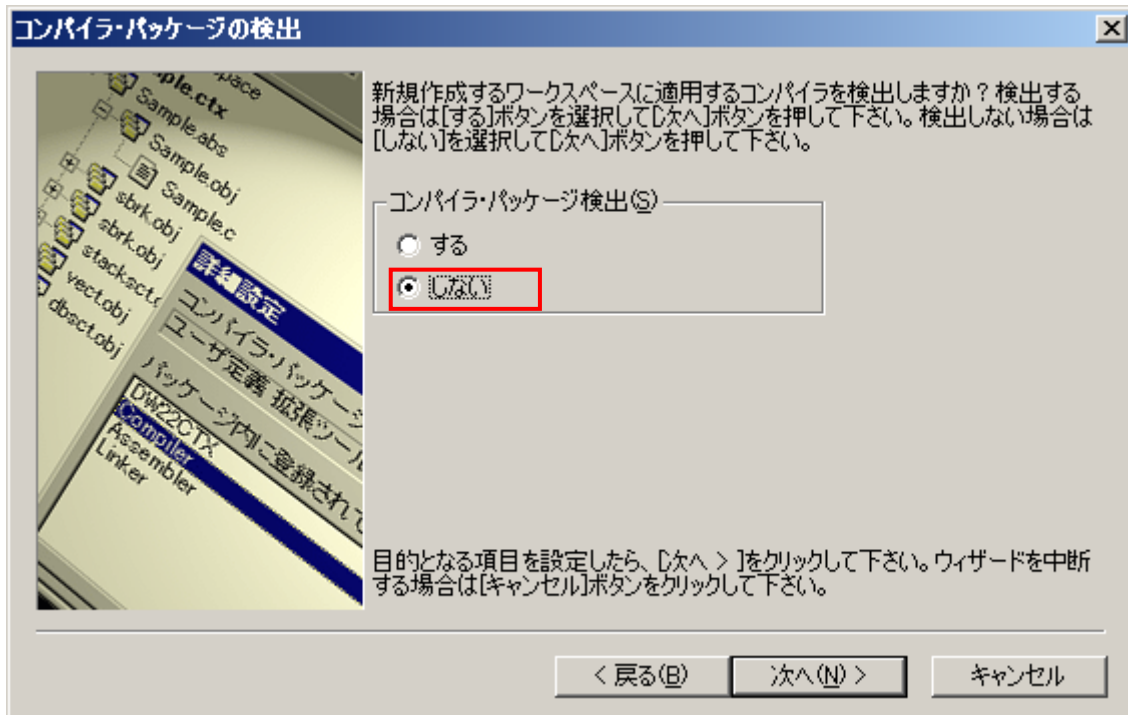 コンパイラ・パッケージの検出
新規作成するワークスペースに適用するコンパイラを検出しますか？検出する
場合は[する]ボタンを選択して[次へ]ボタンを押して下さい。検出しない場合は
[しない]を選択して[次へ]ボタンを押して下さい。
コンパイラ・パッケージ検出(S)
する
しない
目的となる項目を設定したら、[次へ > ]をクリックして下さい。ウィザードを中断
する場合は[キャンセル]ボタンをクリックして下さい。
ple.ctx
Sample.abs
Sample.obj
Sample.c
sbrk.obj
sbrk.obj
stacksct.o
vect.obj
dbsct.obj
詳細設定
コンパイラ・パッケージ
ユーザ定義 拡張ツール
パッケージ内に登録されて
DW22CTX
Compiler
Assembler
Linker
< 戻る(B)
次へ(N) >
キャンセル